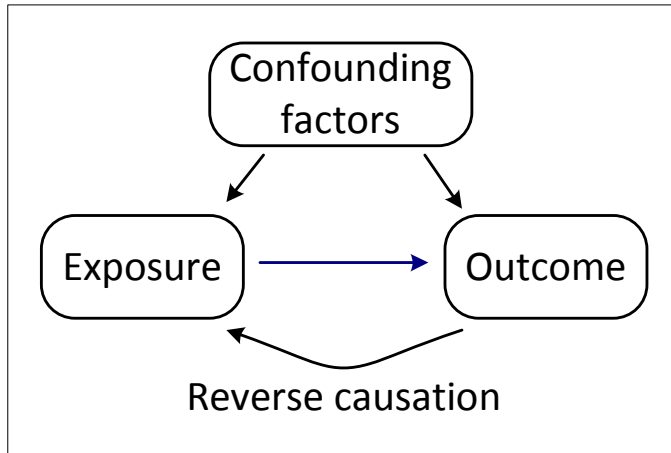 Confounding
factors
Exposure
Outcome
Reverse causation